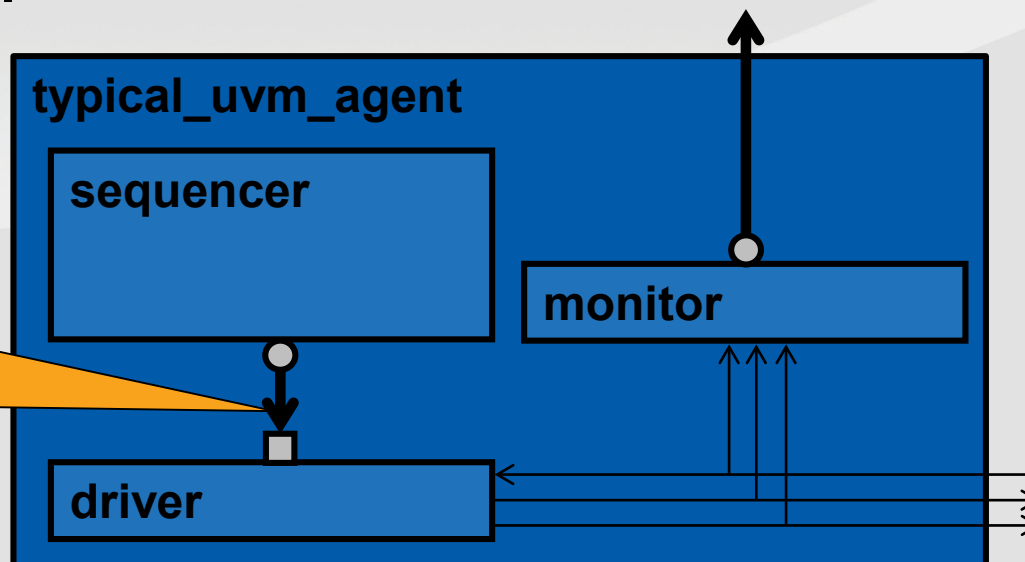 typical_uvm_agent
sequencer
monitor
driver